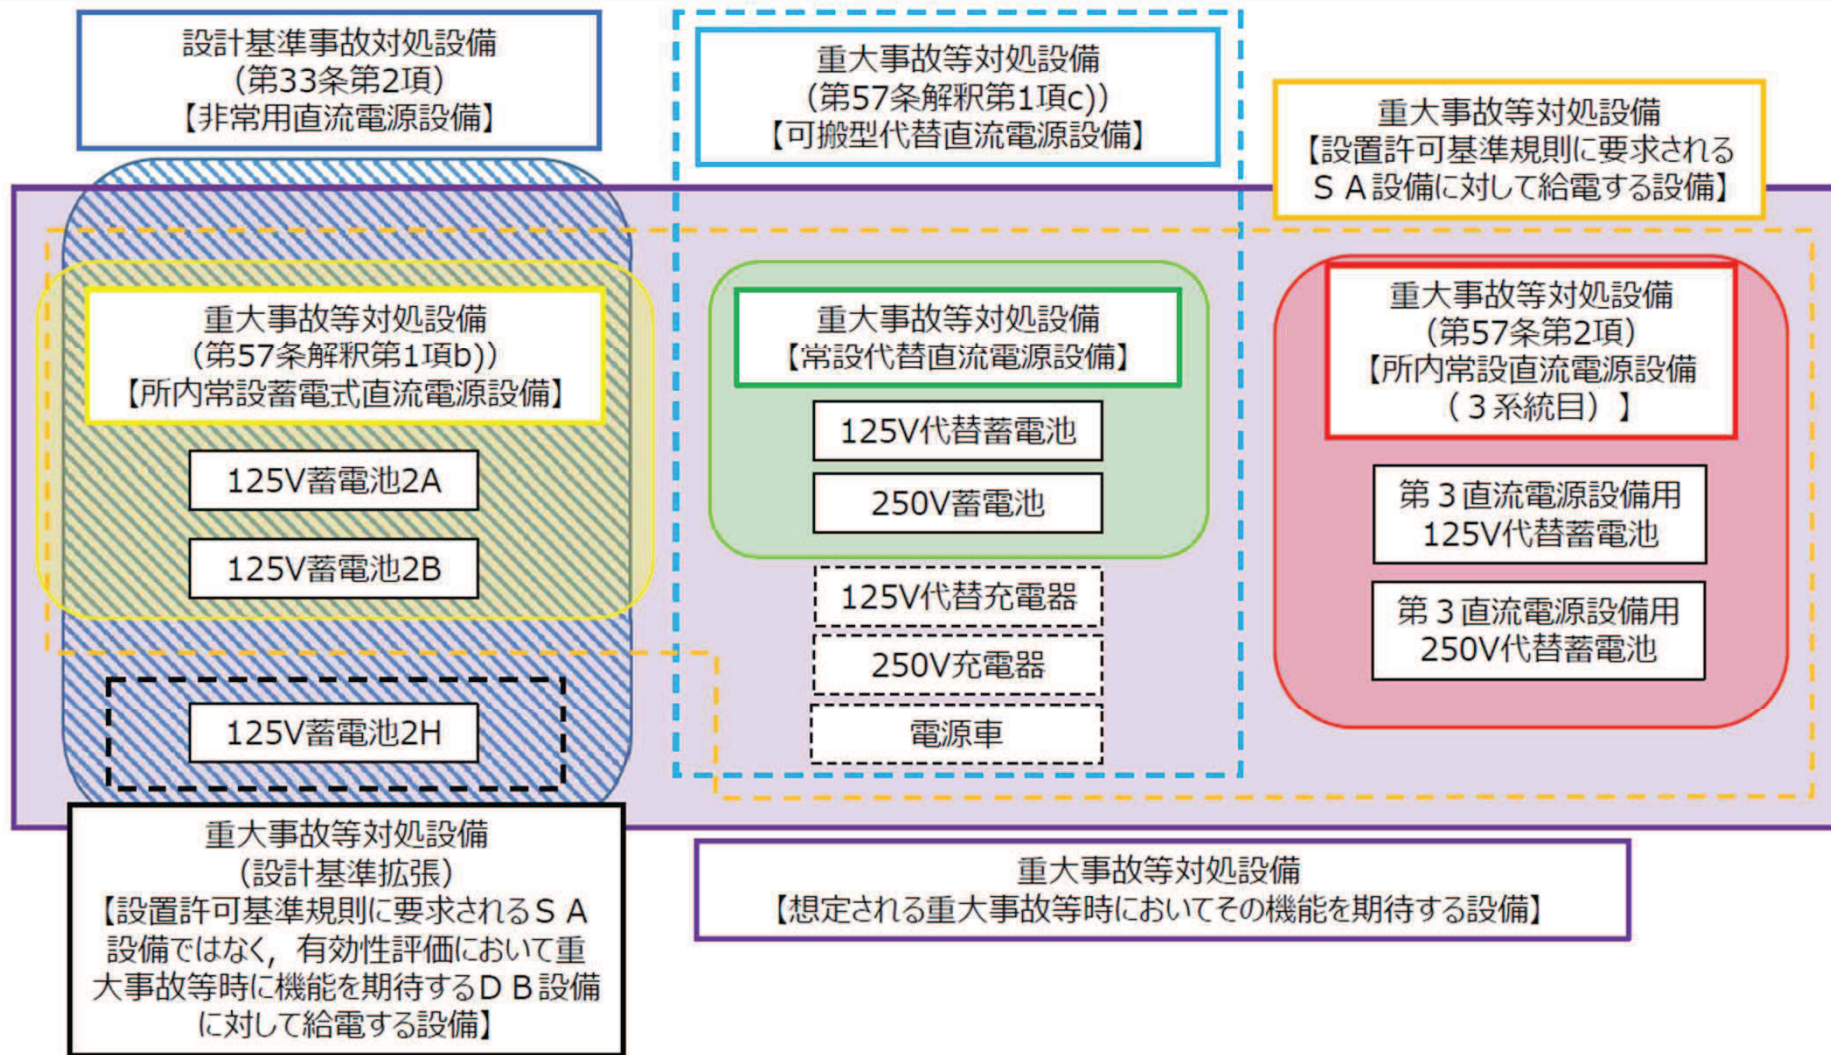 設計基準事故対処設備
(第33条第2項)
【非常用直流電源設備】
重大事故等対処設備
(第57条解釈第1項c))
【可搬型代替直流電源設備】
重大事故等対処設備
【設置許可基準規則に要求される
ＳＡ設備に対して給電する設備】
重大事故等対処設備
(第57条解釈第1項b))
【所内常設蓄電式直流電源設備】
125V蓄電池2A
125V蓄電池2B
125V蓄電池2H
重大事故等対処設備
【常設代替直流電源設備】
125V代替蓄電池
250V蓄電池
125V代替充電器
250V充電器
電源車
重大事故等対処設備
(第57条第2項)
【所内常設直流電源設備
（３系統目）】
第３直流電源設備用
125V代替蓄電池
第３直流電源設備用
250V代替蓄電池
重大事故等対処設備
(設計基準拡張)
【設置許可基準規則に要求されるＳＡ
設備ではなく，有効性評価において重
大事故等時に機能を期待するＤＢ設備
に対して給電する設備】
重大事故等対処設備
【想定される重大事故等時においてその機能を期待する設備】